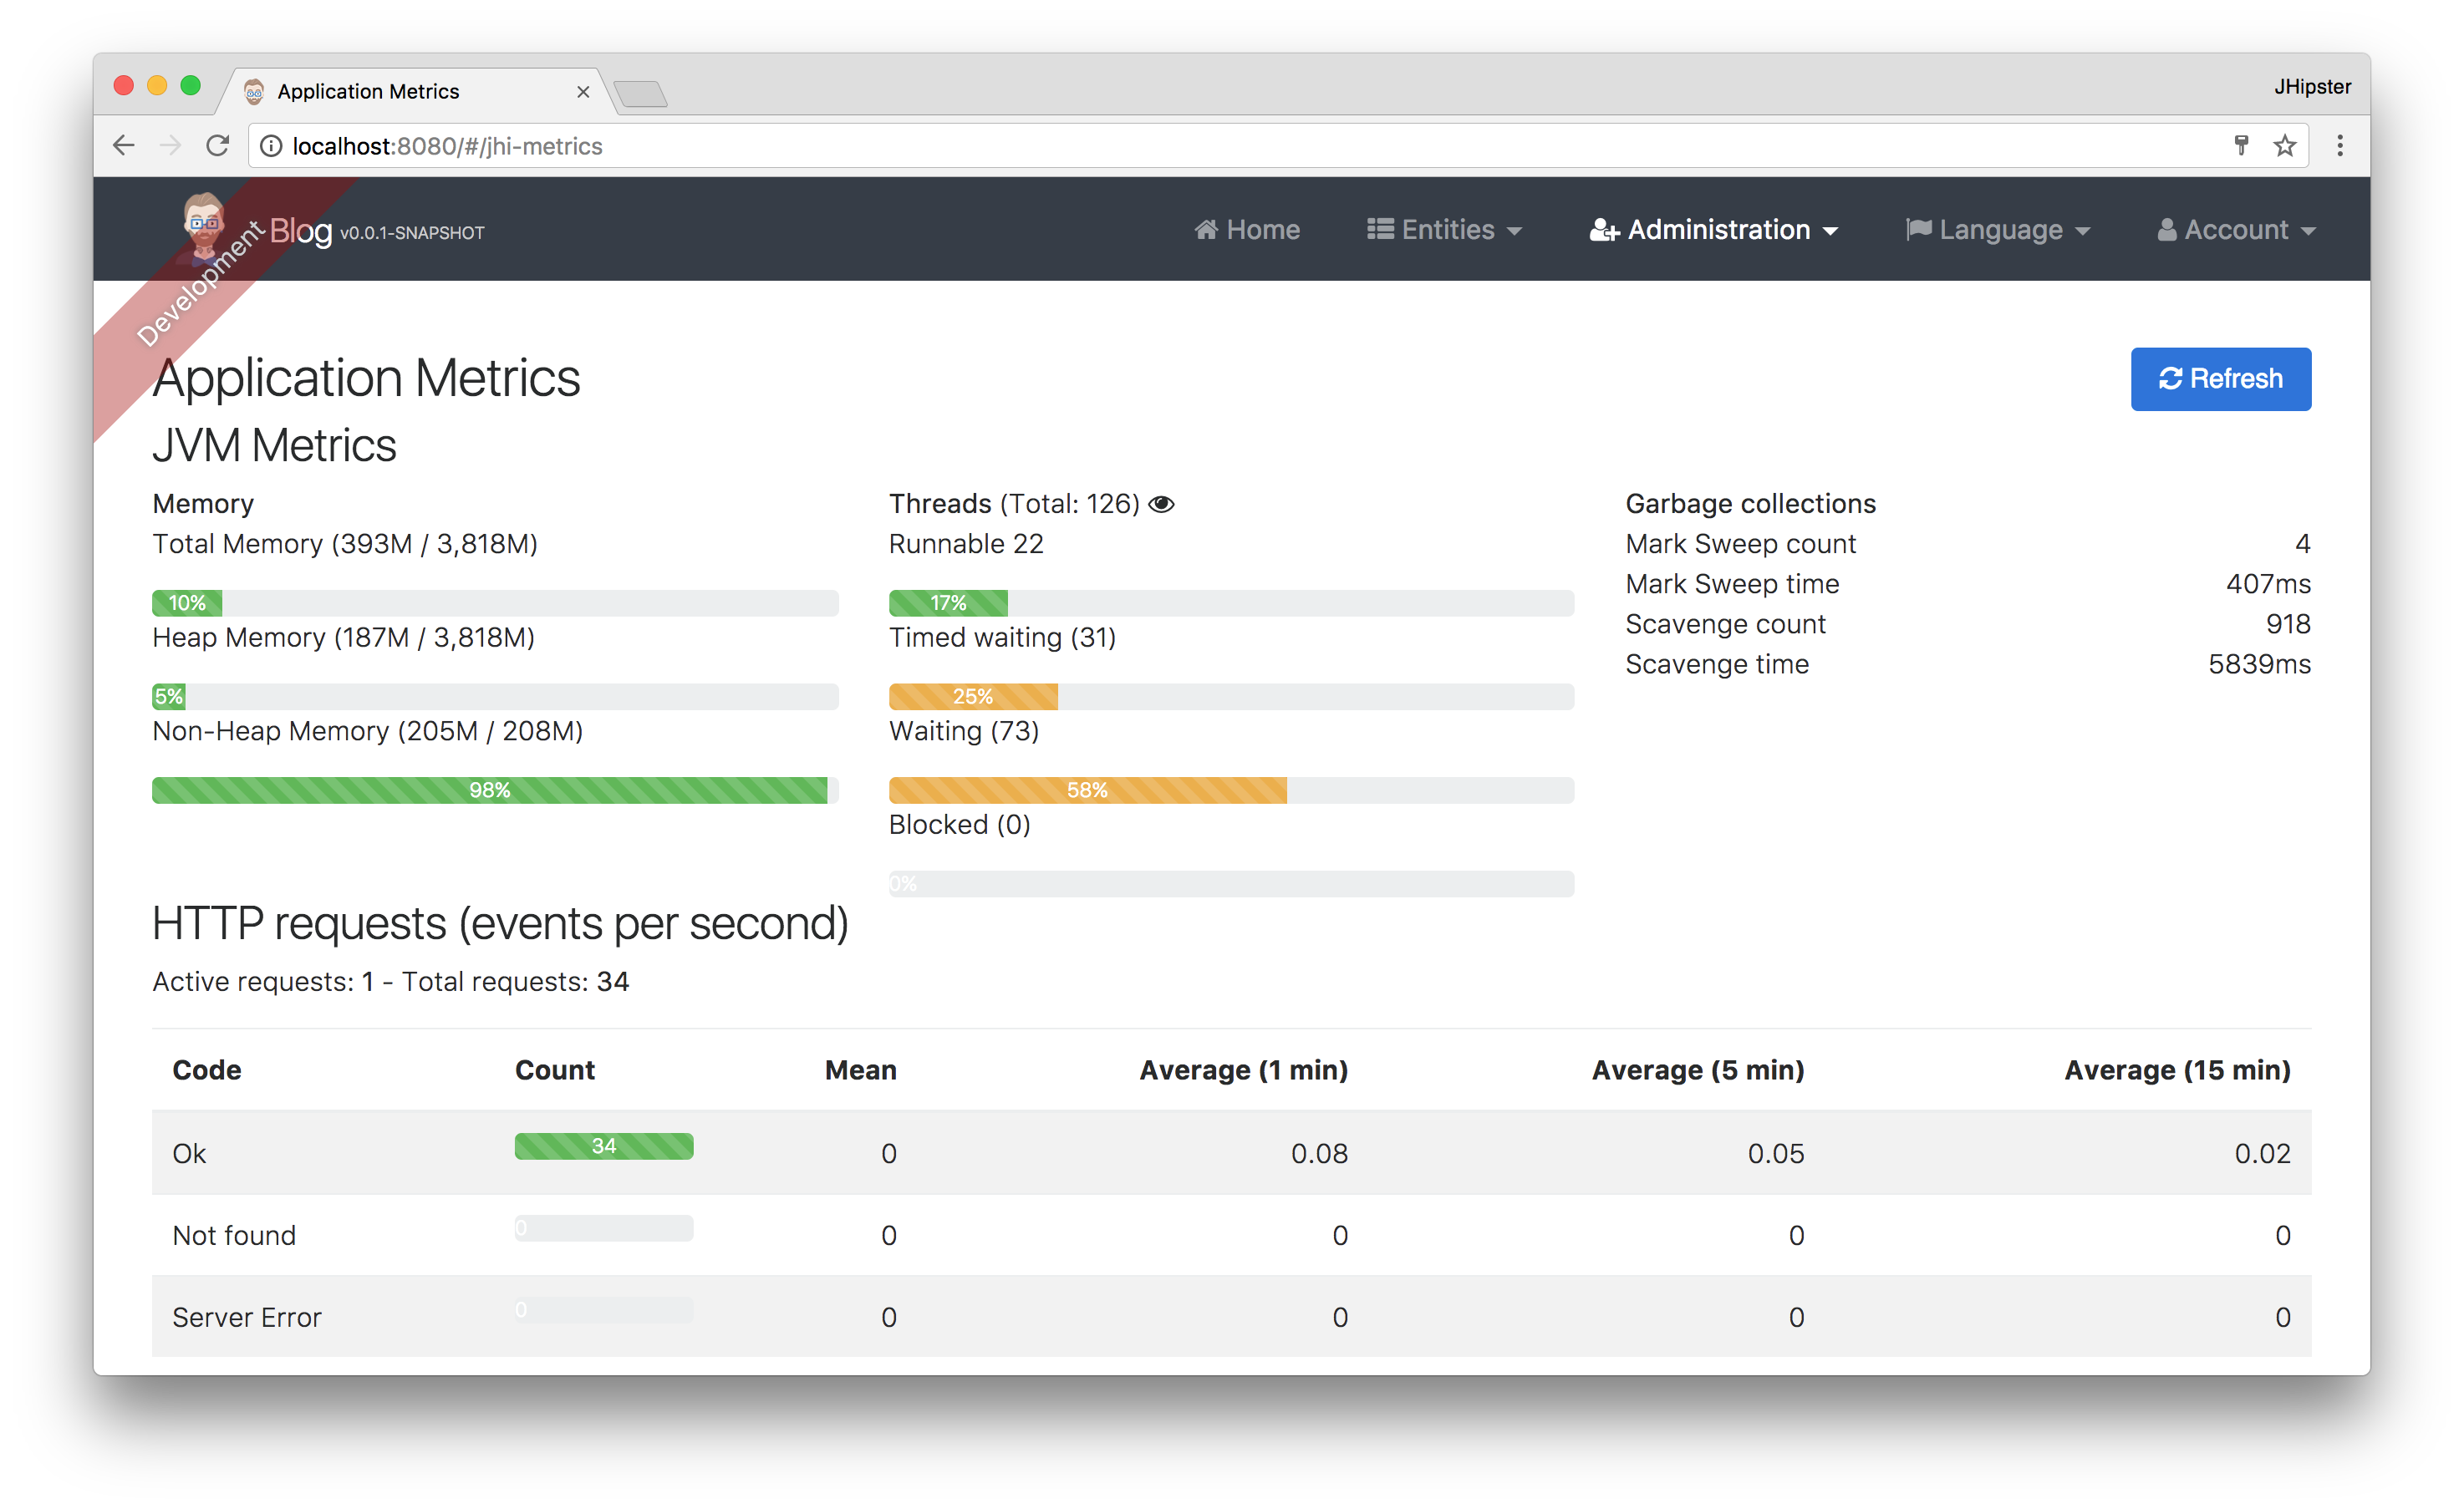 Application Metrics
JHipster
localhost:8080/#/jhi-metrics
Development
Blog v0.0.1-SNAPSHOT
Home Entities Administration Language Account
Application Metrics
Refresh
JVM Metrics
Memory
Total Memory (393M / 3,818M)
10%
Heap Memory (187M / 3,818M)
5%
Non-Heap Memory (205M / 208M)
98%
Threads (Total: 126)
Runnable 22
17%
Timed waiting (31)
25%
Waiting (73)
58%
Blocked (0)
0%
Garbage collections
Mark Sweep count 4
Mark Sweep time 407ms
Scavenge count 918
Scavenge time 5839ms
HTTP requests (events per second)
Active requests: 1 - Total requests: 34
Code Count Mean Average (1 min) Average (5 min) Average (15 min)
Ok 34 0 0.08 0.05 0.02
Not found 0 0 0 0 0
Server Error 0 0 0 0 0